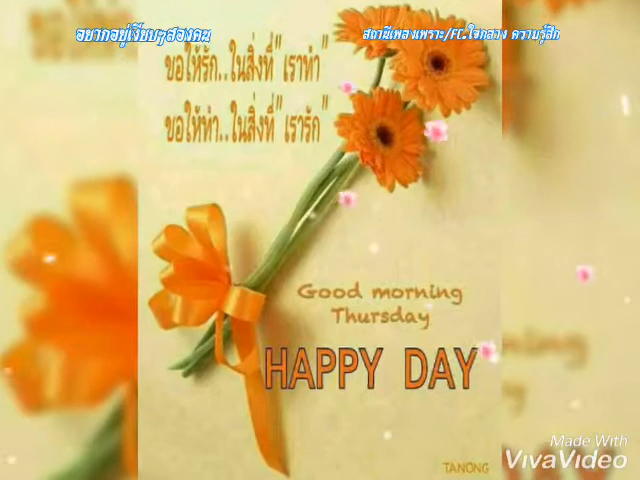 อยากอยู่เงียบๆสองคน
สถานีเพลงเพราะ/FC.ใจกลาง ความรู้สึก
ขอให้รัก..ในสิ่งที่"เราทำ"
ขอให้ทำ..ในสิ่งที่"เรารัก"
Good morning
Thursday
HAPPY DAY
TANONG
Made With
VivaVideo